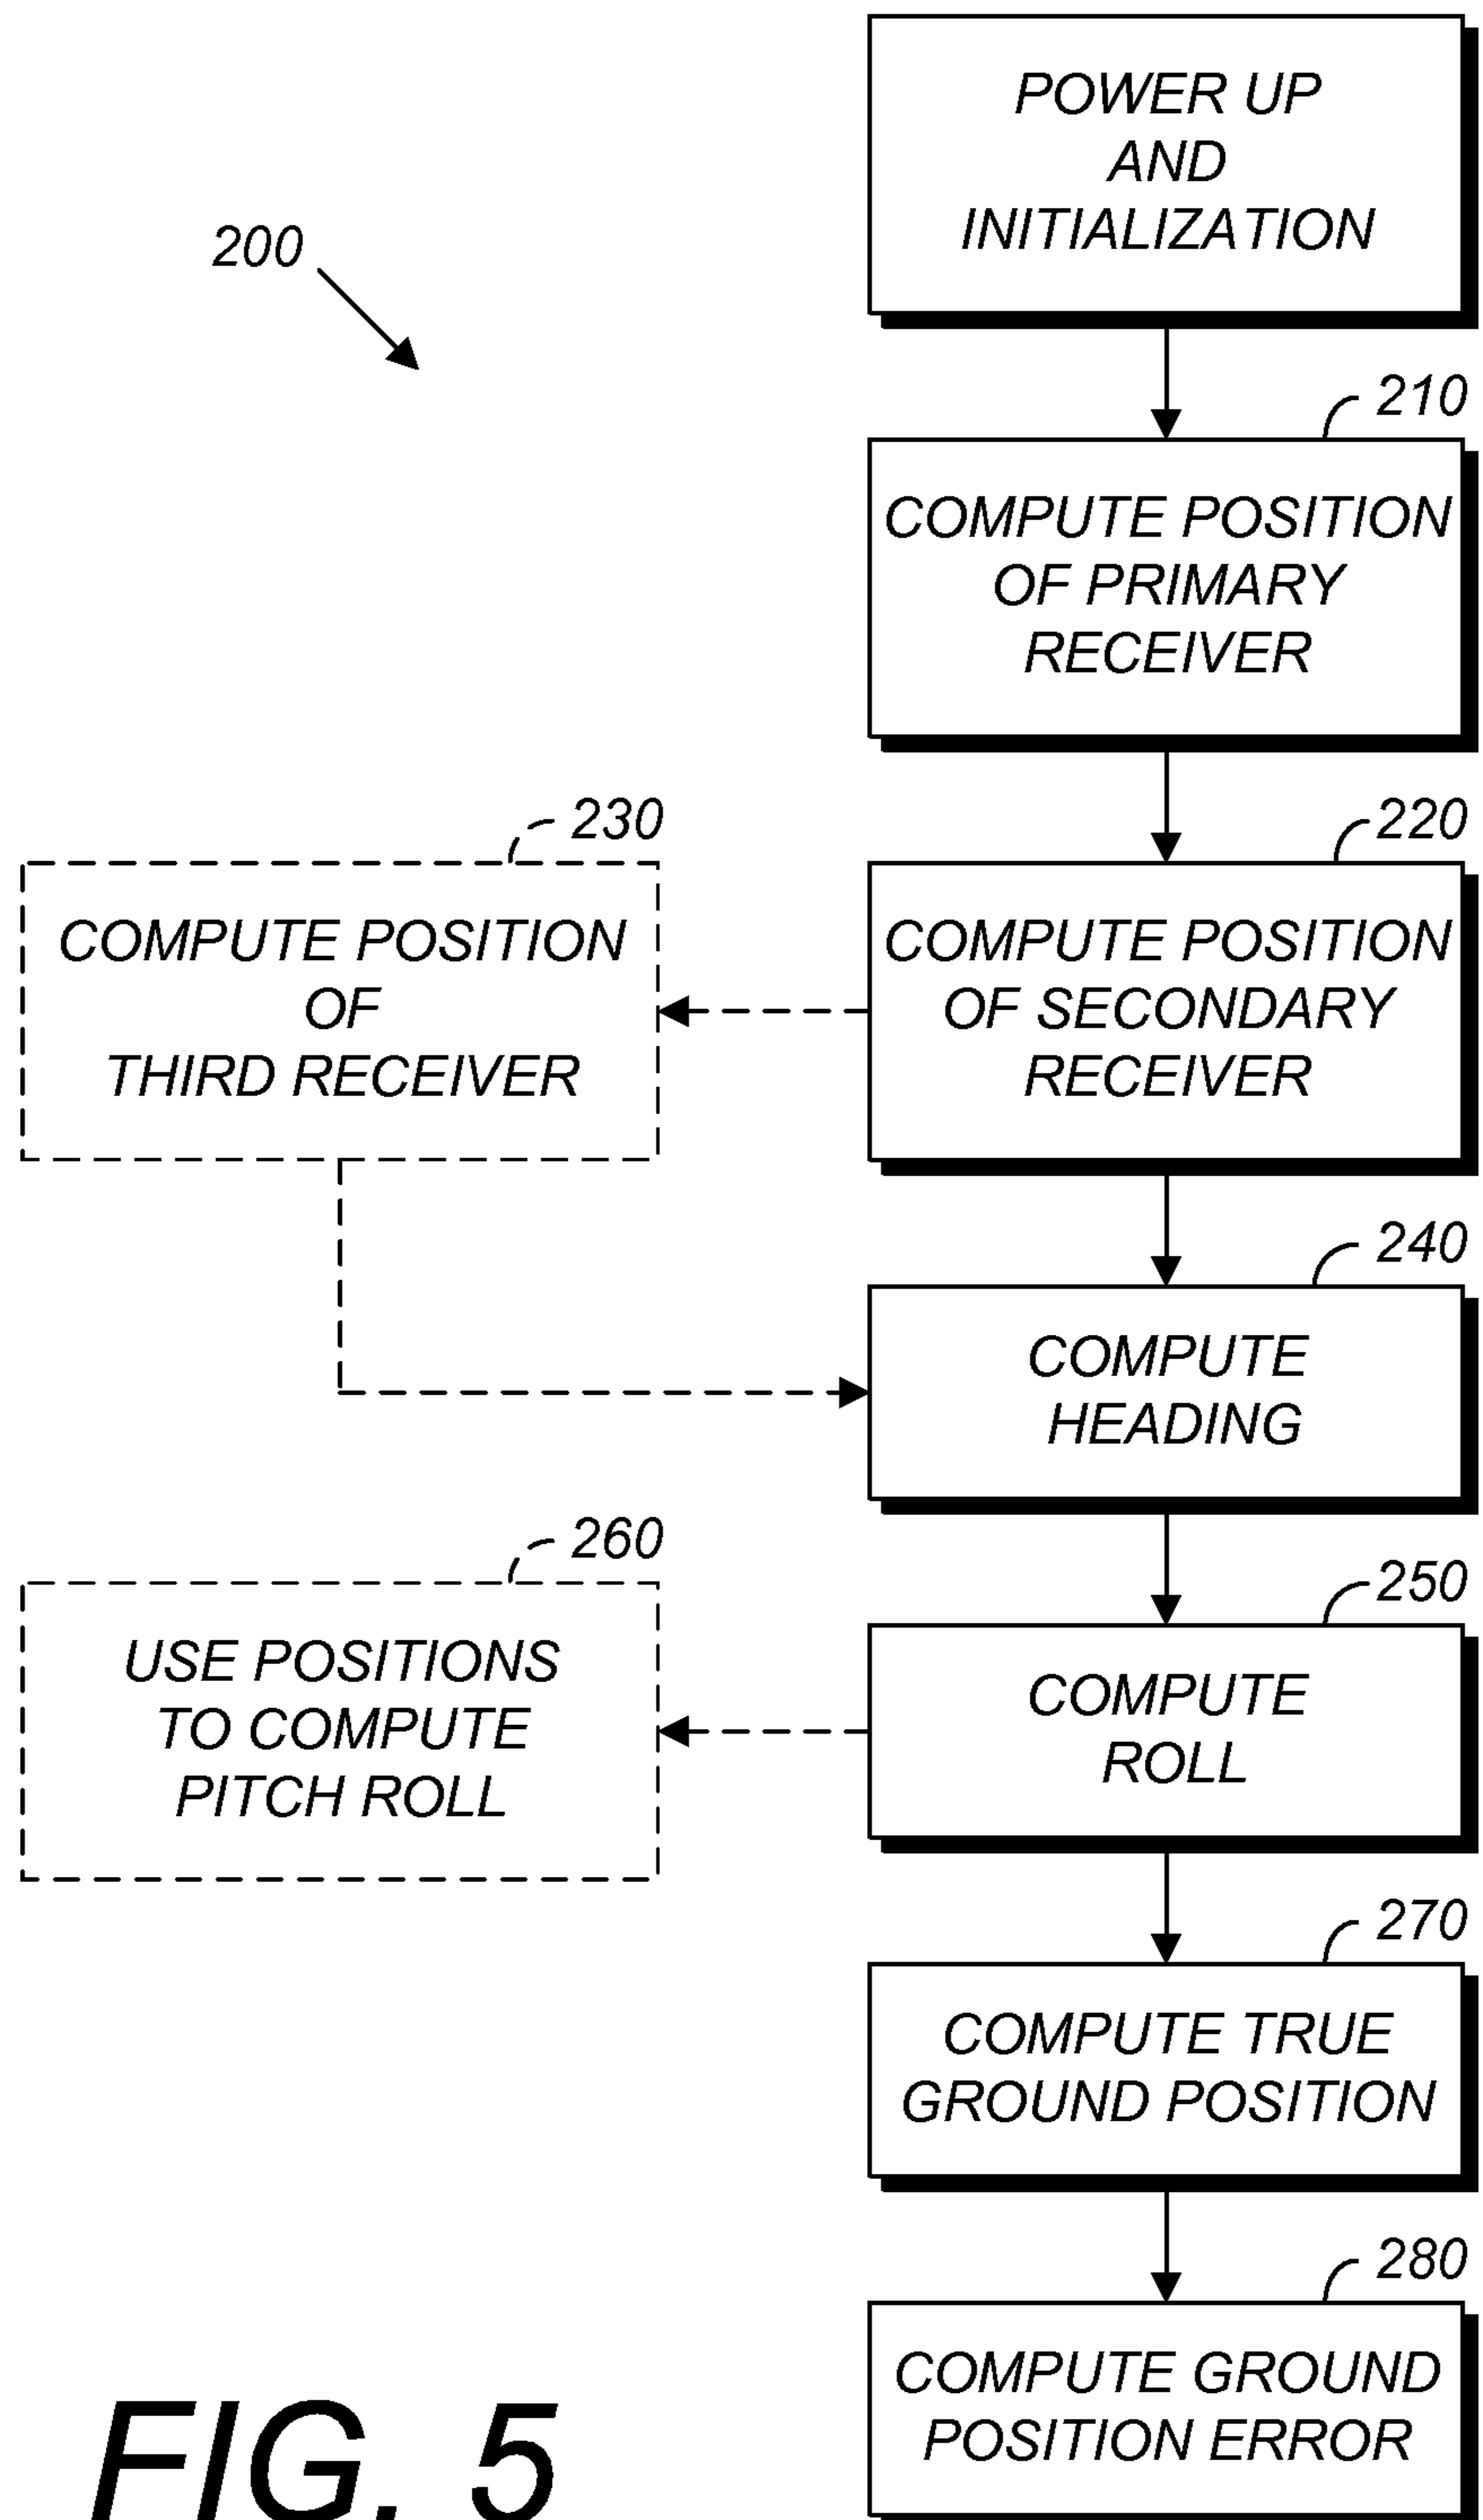 POWER UP
AND
INITIALIZATION
200
210
COMPUTE POSITION
OF PRIMARY
RECEIVER
230
COMPUTE POSITION
OF
THIRD RECEIVER
220
COMPUTE POSITION
OF SECONDARY
RECEIVER
240
COMPUTE
HEADING
260
USE POSITIONS
TO COMPUTE
PITCH ROLL
250
COMPUTE
ROLL
270
COMPUTE TRUE
GROUND POSITION
280
COMPUTE GROUND
POSITION ERROR
FIG. 5